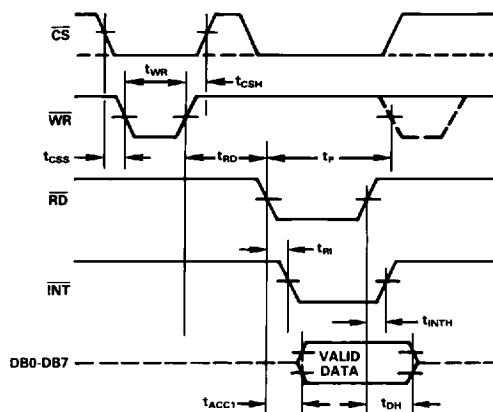 CS
tWR
tCSH
WR
tCSS
tRD
tP
RD
tRI
INT
tINTH
DB0-DB7
VALID
DATA
tACC1
tDH